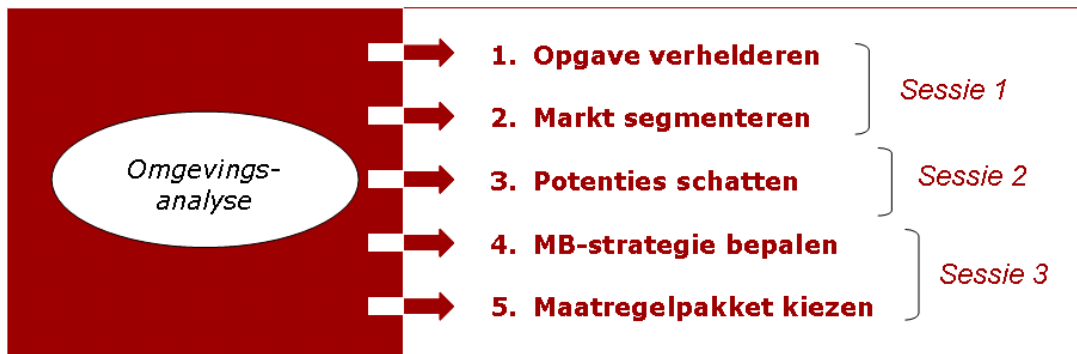 Omgevings-
analyse
1. Opgave verhelderen
2. Markt segmenteren
Sessie 1
3. Potenties schatten
Sessie 2
4. MB-strategie bepalen
5. Maatregelpakket kiezen
Sessie 3